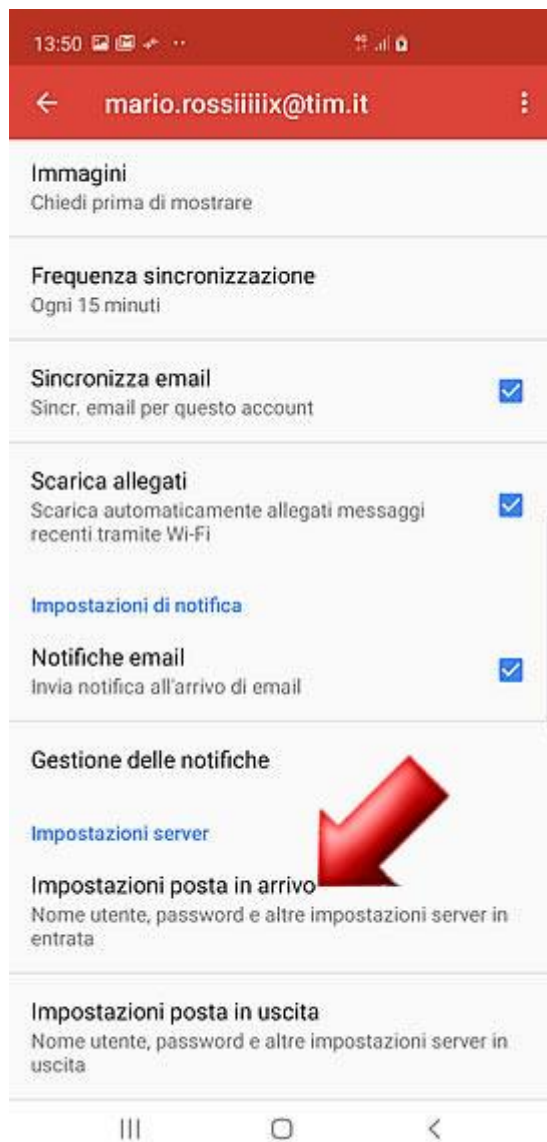 13:50
mario.rossiiiiix@tim.it
Immagini
Chiedi prima di mostrare
Frequenza sincronizzazione
Ogni 15 minuti
Sincronizza email
Sincr. email per questo account
Scarica allegati
Scarica automaticamente allegati messaggi
recenti tramite Wi-Fi
Impostazioni di notifica
Notifiche email
Invia notifica all'arrivo di email
Gestione delle notifiche
Impostazioni server
Impostazioni posta in arrivo
Nome utente, password e altre impostazioni server in
entrata
Impostazioni posta in uscita
Nome utente, password e altre impostazioni server in
uscita